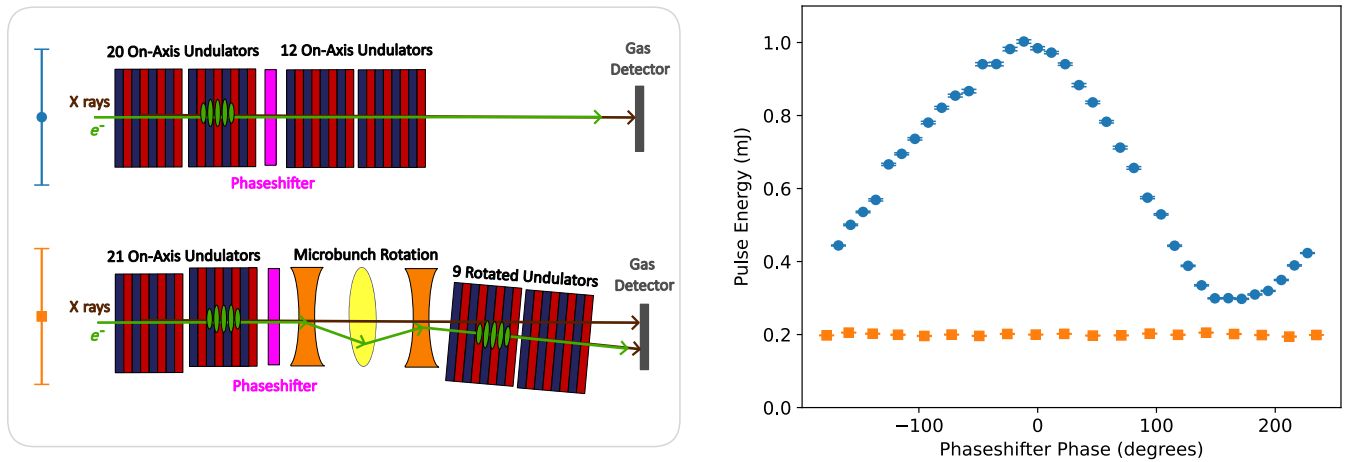 20 On-Axis Undulators
12 On-Axis Undulators
Gas
Detector
X rays
e⁻
Phaseshifter
21 On-Axis Undulators
Microbunch Rotation
9 Rotated Undulators
Gas
Detector
X rays
e⁻
Phaseshifter
Pulse Energy (mJ)
1.0
0.8
0.6
0.4
0.2
0.0
−100 0 100 200
Phaseshifter Phase (degrees)